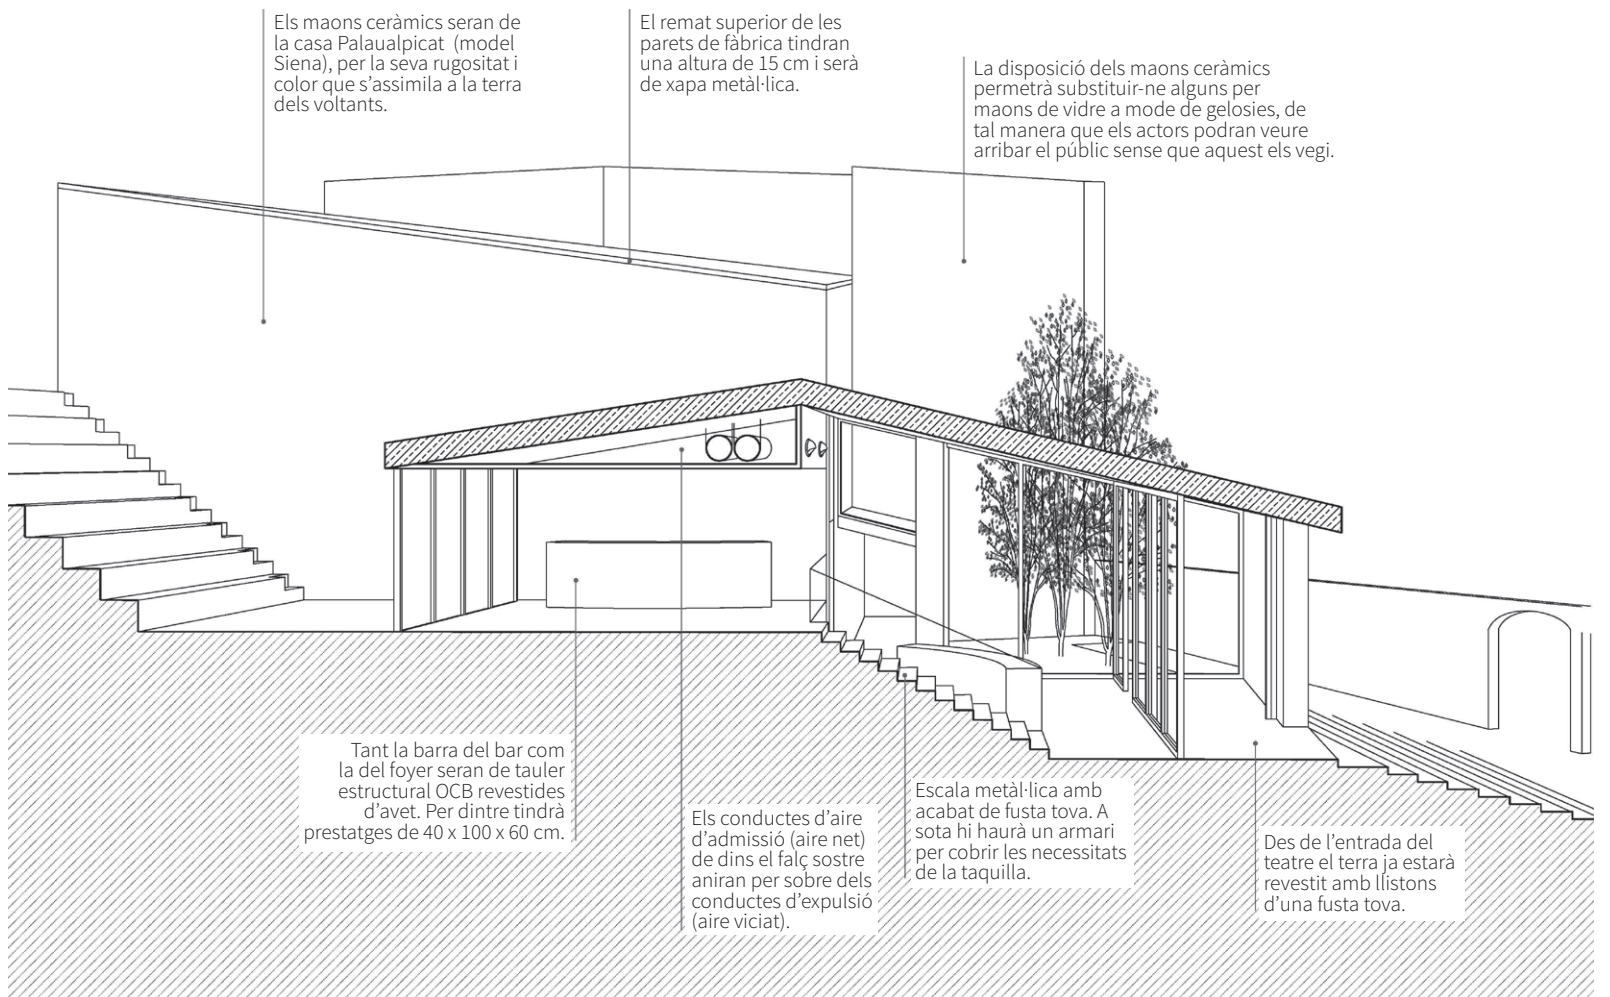 Els maons ceràmics seran de
la casa Palaualpicat (model
Siena), per la seva rugositat i
color que s’assimila a la terra
dels voltants.
El remat superior de les
parets de fàbrica tindran
una altura de 15 cm i serà
de xapa metàl·lica.
La disposició dels maons ceràmics
permetrà substituir-ne alguns per
maons de vidre a mode de gelosies, de
tal manera que els actors podran veure
arribar el públic sense que aquest els vegi.
Tant la barra del bar com
la del foyer seran de tauler
estructural OCB revestides
d’avet. Per dintre tindrà
prestatges de 40 x 100 x 60 cm.
Els conductes d’aire
d’admissió (aire net)
de dins el falç sostre
aniran per sobre dels
conductes d’expulsió
(aire viciat).
Escala metàl·lica amb
acabat de fusta tova. A
sota hi haurà un armari
per cobrir les necessitats
de la taquilla.
Des de l’entrada del
teatre el terra ja estarà
revestit amb llistons
d’una fusta tova.